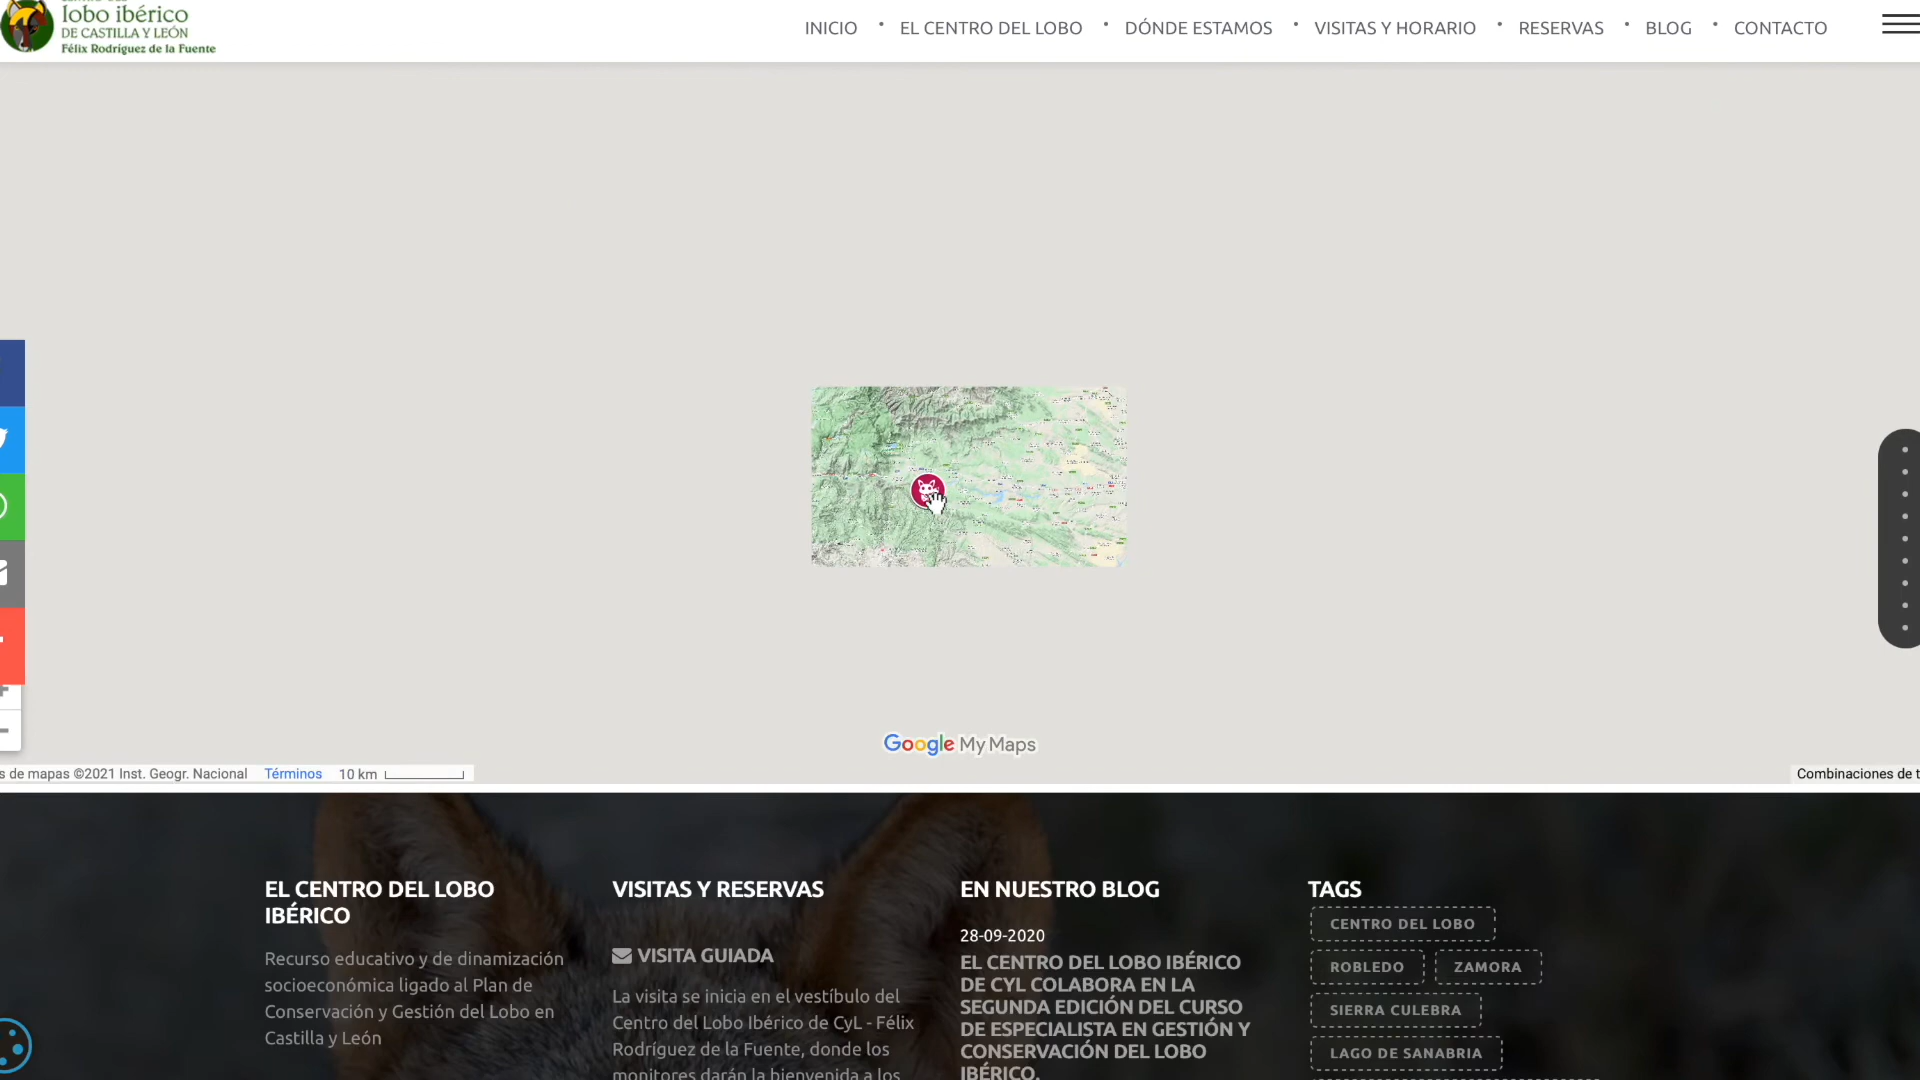 lobo ibérico
DE CASTILLA Y LEÓN
Félix Rodríguez de la Fuente
INICIO • EL CENTRO DEL LOBO • DÓNDE ESTAMOS • VISITAS Y HORARIO • RESERVAS • BLOG • CONTACTO
Google My Maps
s de mapas ©2021 Inst. Geogr. Nacional Términos 10 km
Combinaciones de t
EL CENTRO DEL LOBO
IBÉRICO
Recurso educativo y de dinamización
socioeconómica ligado al Plan de
Conservación y Gestión del Lobo en
Castilla y León
VISITAS Y RESERVAS
VISITA GUIADA
La visita se inicia en el vestíbulo del
Centro del Lobo Ibérico de CyL - Félix
Rodríguez de la Fuente, donde los
monitores darán la bienvenida a los
EN NUESTRO BLOG
28-09-2020
EL CENTRO DEL LOBO IBÉRICO
DE CYL COLABORA EN LA
SEGUNDA EDICIÓN DEL CURSO
DE ESPECIALISTA EN GESTIÓN Y
CONSERVACIÓN DEL LOBO
IBÉRICO.
TAGS
CENTRO DEL LOBO
ROBLEDO ZAMORA
SIERRA CULEBRA
LAGO DE SANABRIA